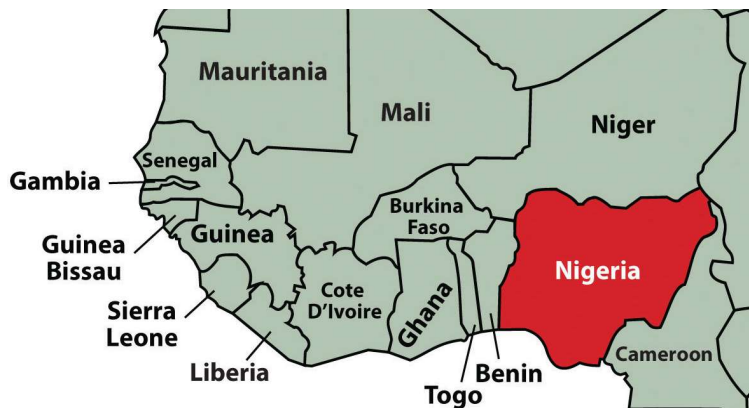 Mauritania
Mali
Niger
Senegal
Gambia
Burkina
Faso
Guinea
Guinea
Bissau
Nigeria
Cote
D'Ivoire
Ghana
Sierra
Leone
Liberia
Cameroon
Benin
Togo